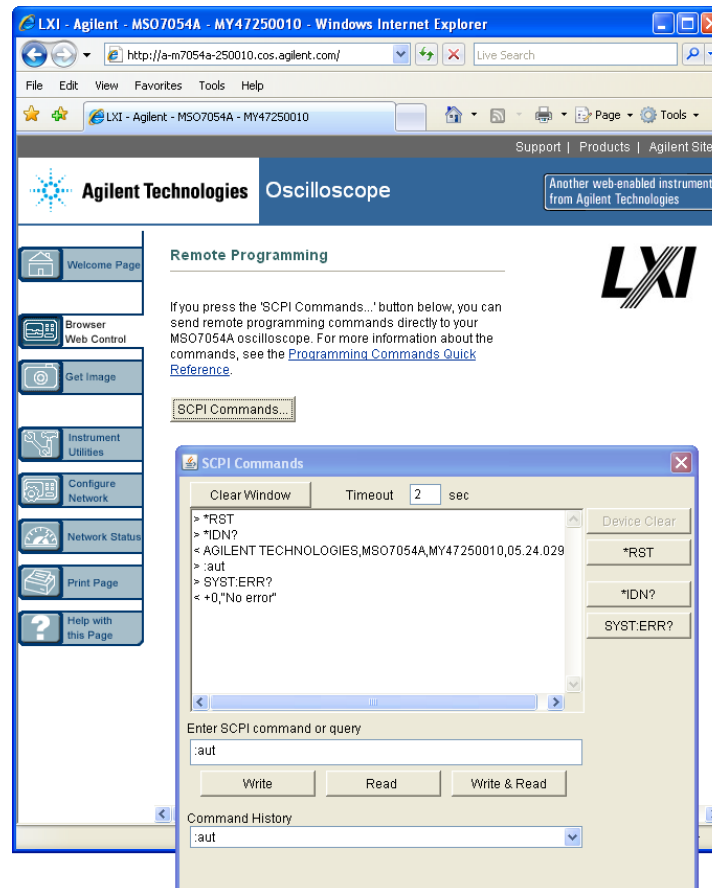 LXI - Agilent - MSO7054A - MY47250010 - Windows Internet Explorer
http://a-m7054a-250010.cos.agilent.com/
Live Search
File Edit View Favorites Tools Help
LXI - Agilent - MSO7054A - MY47250010
Page Tools
Support | Products | Agilent Site
Agilent Technologies Oscilloscope
Another web-enabled instrument
from Agilent Technologies
Welcome Page
Browser
Web Control
Get Image
Instrument
Utilities
Configure
Network
Network Status
Print Page
Help with
this Page
Remote Programming
LXI
If you press the 'SCPI Commands...' button below, you can
send remote programming commands directly to your
MSO7054A oscilloscope. For more information about the
commands, see the Programming Commands Quick
Reference.
SCPI Commands...
SCPI Commands
Clear Window Timeout 2 sec
> *RST
> *IDN?
< AGILENT TECHNOLOGIES,MSO7054A,MY47250010,05.24.029
> :aut
> SYST:ERR?
< +0,"No error"
Device Clear
*RST
*IDN?
SYST:ERR?
Enter SCPI command or query
:aut
Write Read Write & Read
Command History
:aut